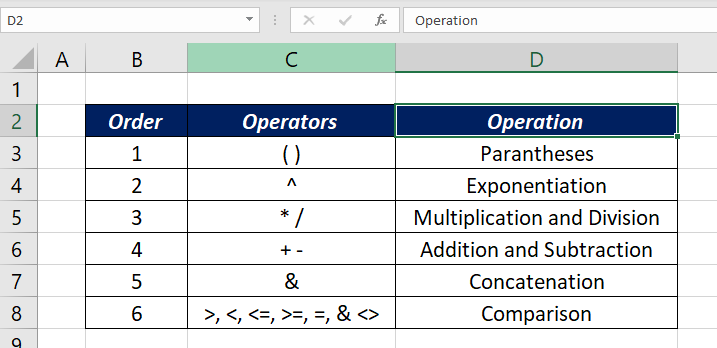 D2 fx Operation
A B C D
1
2 Order Operators Operation
3 1 ( ) Parantheses
4 2 ^ Exponentiation
5 3 * / Multiplication and Division
6 4 + - Addition and Subtraction
7 5 & Concatenation
8 6 >, <, <=, >=, =, & <> Comparison
9